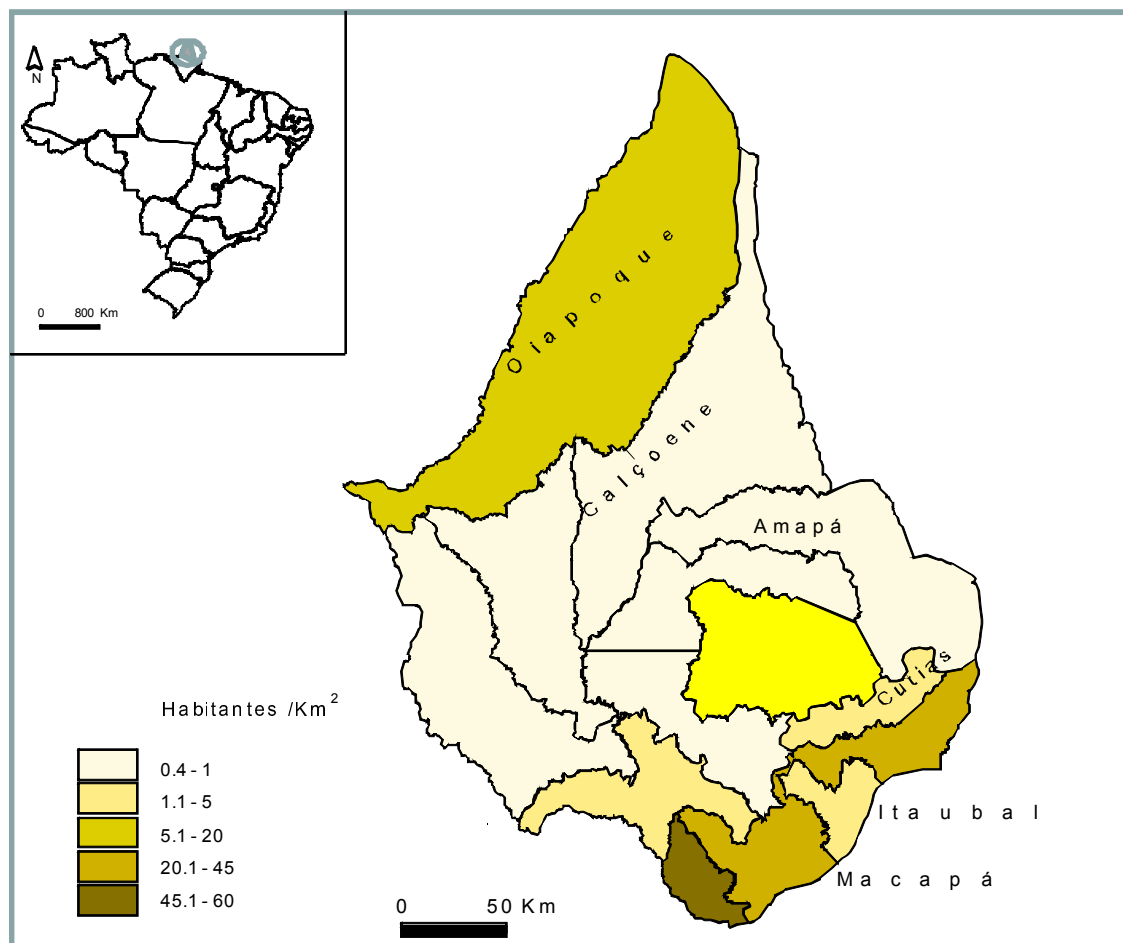 N
0 800 Km
Oiapoque
Calçoene
Amapá
Cutias
Itaubal
Macapá
Habitantes /Km²
0.4 - 1
1.1 - 5
5.1 - 20
20.1 - 45
45.1 - 60
0 50 Km